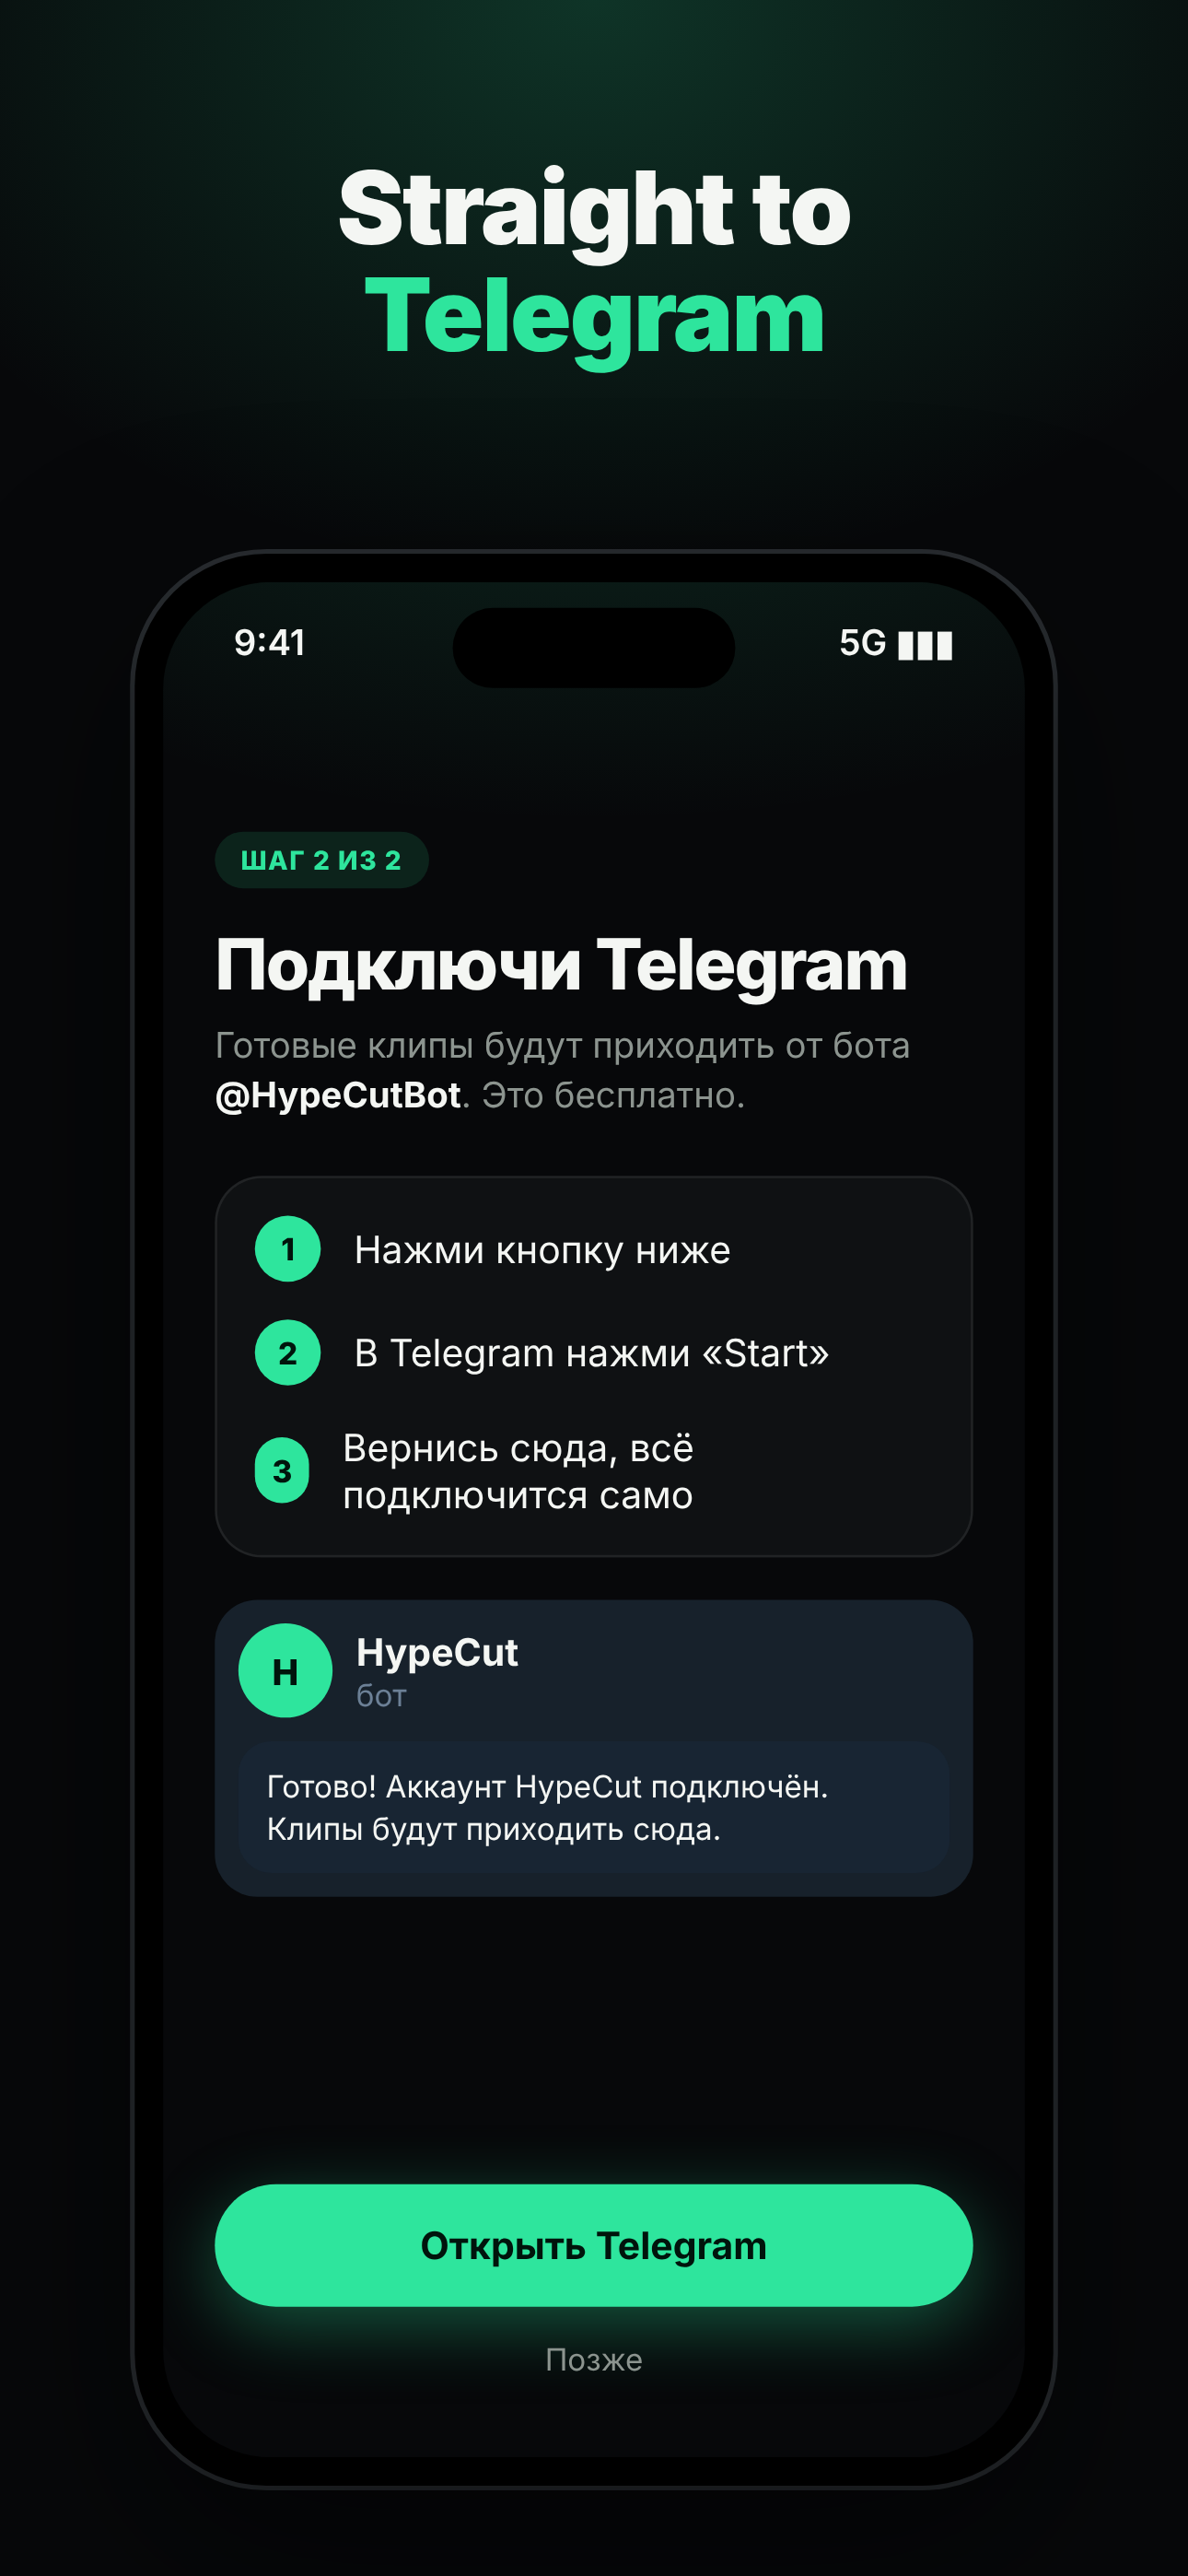 Straight to
Telegram
9:41
5G
ШАГ 2 ИЗ 2
Подключи Telegram
Готовые клипы будут приходить от бота
@HypeCutBot. Это бесплатно.
1 Нажми кнопку ниже
2 В Telegram нажми «Start»
3 Вернись сюда, всё
подключится само
H
HypeCut
бот
Готово! Аккаунт HypeCut подключён.
Клипы будут приходить сюда.
Открыть Telegram
Позже